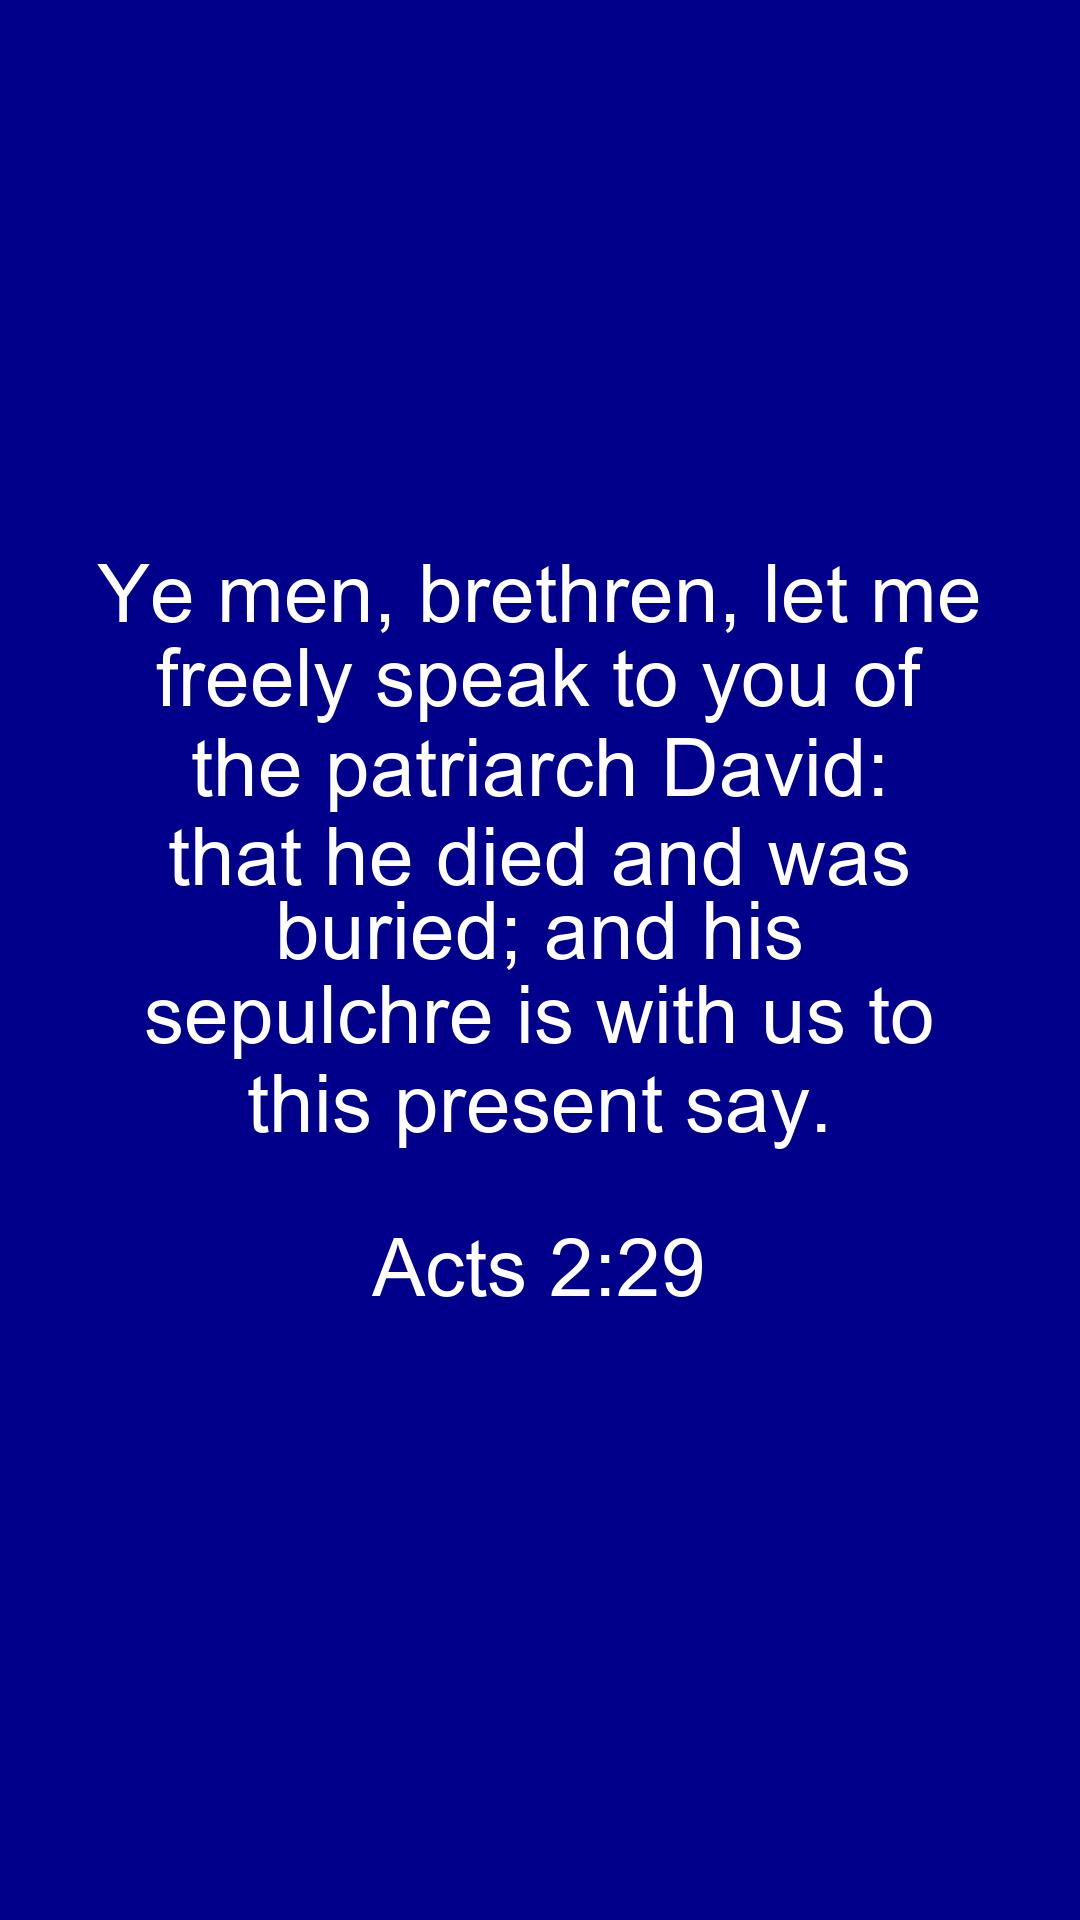 Ye men, brethren, let me
freely speak to you of
the patriarch David:
that he died and was
buried; and his
sepulchre is with us to
this present say.
Acts 2:29